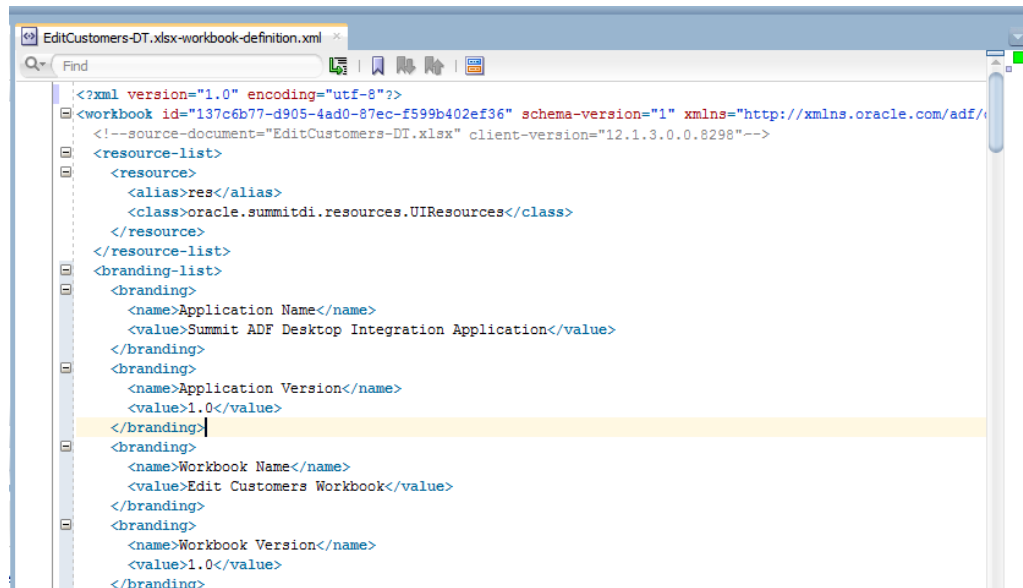 EditCustomers-DT.xlsx-workbook-definition.xml
Find
<?xml version="1.0" encoding="utf-8"?>
<workbook id="137c6b77-d905-4ad0-87ec-f599b402ef36" schema-version="1" xmlns="http://xmlns.oracle.com/adf/
<!--source-document="EditCustomers-DT.xlsx" client-version="12.1.3.0.0.8298"-->
<resource-list>
<resource>
<alias>res</alias>
<class>oracle.summitdi.resources.UIResources</class>
</resource>
</resource-list>
<branding-list>
<branding>
<name>Application Name</name>
<value>Summit ADF Desktop Integration Application</value>
</branding>
<branding>
<name>Application Version</name>
<value>1.0</value>
</branding>
<branding>
<name>Workbook Name</name>
<value>Edit Customers Workbook</value>
</branding>
<branding>
<name>Workbook Version</name>
<value>1.0</value>
</branding>